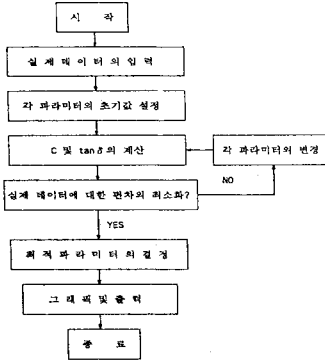 시 작
실 제 데 이 터 의 입 력
각 파 라 미 터 의 초 기 값 설 정
C 및 tanδ의 계 산
각 파 라 미 터 의 변 경
실제 데이터에 대한 편차의 최소화?
NO
YES
최 적 파 라 미 터 의 결 정
그 래 픽 및 출 력
종 료